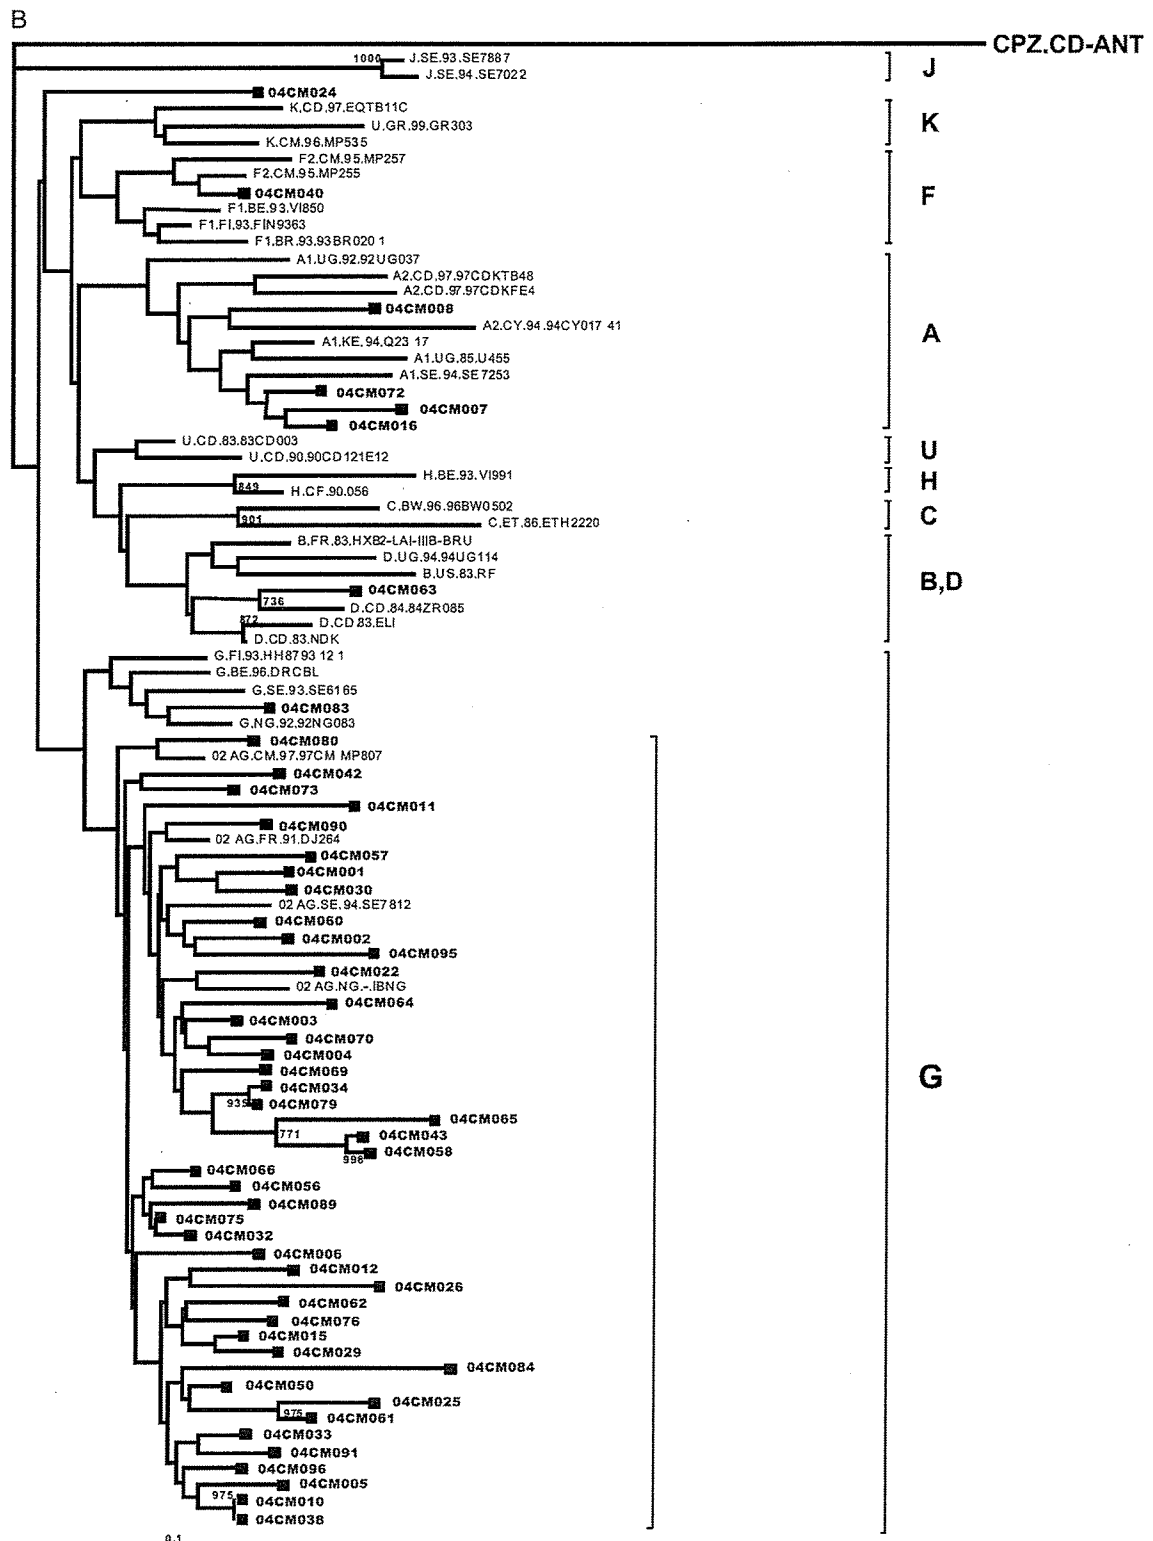 B
CPZ.CD-ANT
1000
J.SE.93.SE7887
J
J.SE.94.SE7022
04CM024
K.CD.97.EQTB11C
K
U.GR.99.GR303
K.CM.96.MP535
F2.CM.95.MP257
F2.CM.95.MP255
F
04CM040
F1.BE.93.VI850
F1.FI.93.FIN9363
F1.BR.93.93BR020 1
A1.UG.92.92UG037
A2.CD.97.97CDKTB48
A2.CD.97.97CDKFE4
04CM008
A2.CY.94.94CY017 41
A
A1.KE.94.Q23 17
A1.UG.85.U455
A1.SE.94.SE7253
04CM072
04CM007
04CM016
U.CD.83.83CD003
U
U.CD.90.90CD121E12
H.BE.93.VI991
H
849
H.CF.90.056
C.BW.96.96BW0502
C
901
C.ET.86.ETH2220
B.FR.83.HXB2-LAI-IIIB-BRU
D.UG.94.94UG114
B.US.83.RF
B,D
04CM063
736
D.CD.84.84ZR085
872
D.CD.83.ELI
D.CD.83.NDK
G.FI.93.HH8793 12 1
G.BE.96.DRCBL
G.SE.93.SE6165
04CM083
G.NG.92.92NG083
04CM080
02 AG.CM.97.97CM MP807
04CM042
04CM073
04CM011
04CM090
02 AG.FR.91.DJ264
04CM057
04CM001
04CM030
02 AG.SE.94.SE7812
04CM060
04CM002
04CM095
04CM022
02 AG.NG.-.IBNG
04CM064
04CM003
04CM070
04CM004
04CM069
G
04CM034
935
04CM079
04CM065
771
04CM043
04CM058
998
04CM066
04CM056
04CM089
04CM075
04CM032
04CM006
04CM012
04CM026
04CM062
04CM076
04CM015
04CM029
04CM084
04CM050
04CM025
975
04CM061
04CM033
04CM091
04CM096
04CM005
975
04CM010
04CM038
0.1